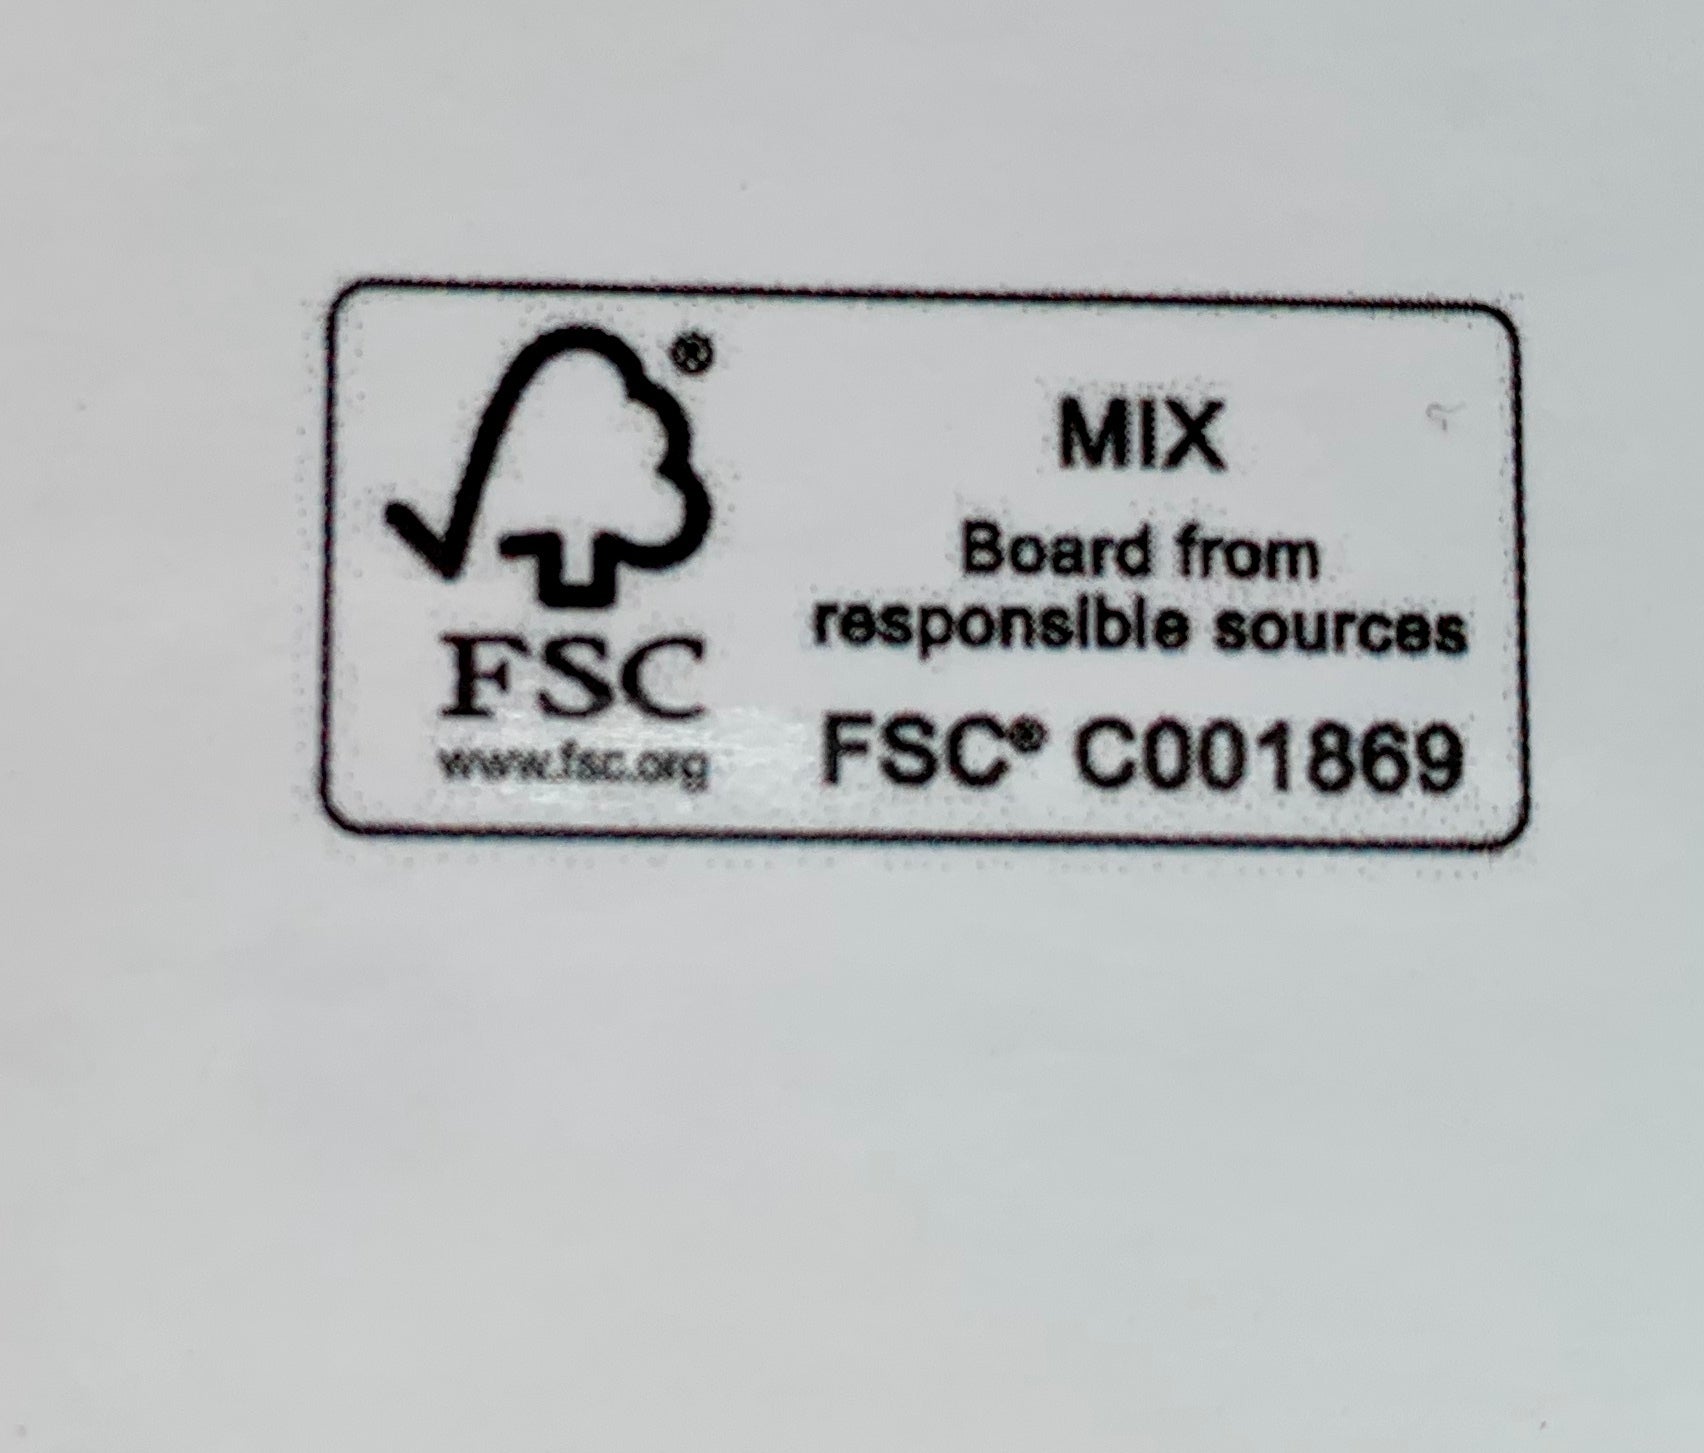 ®
FSC
www.fsc.org
MIX
Board from
responsible sources
FSC® C001869